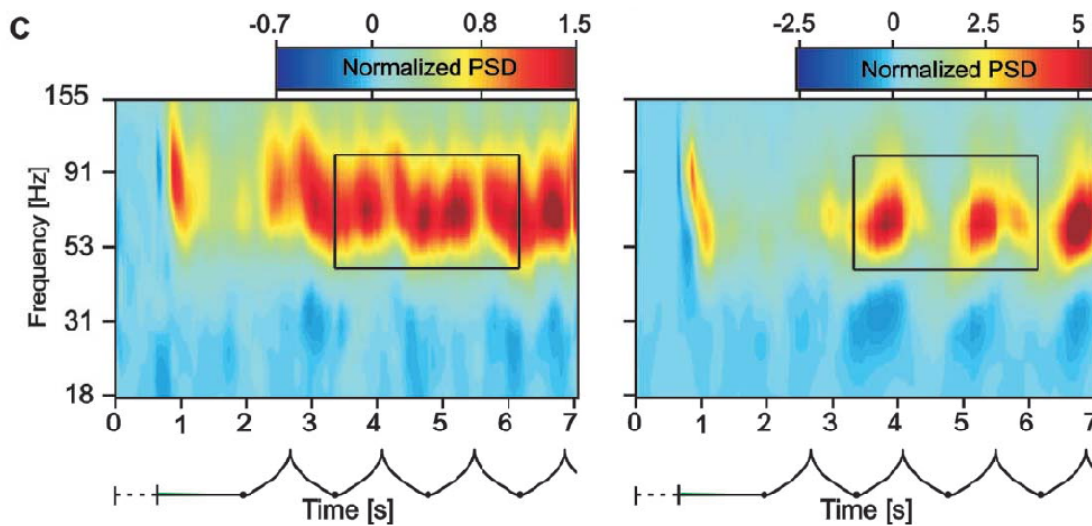 C
-0.7 0 0.8 1.5
Normalized PSD
155
91
53
31
18
Frequency [Hz]
0 1 2 3 4 5 6 7
Time [s]
-2.5 0 2.5 5
Normalized PSD
0 1 2 3 4 5 6 7
Time [s]